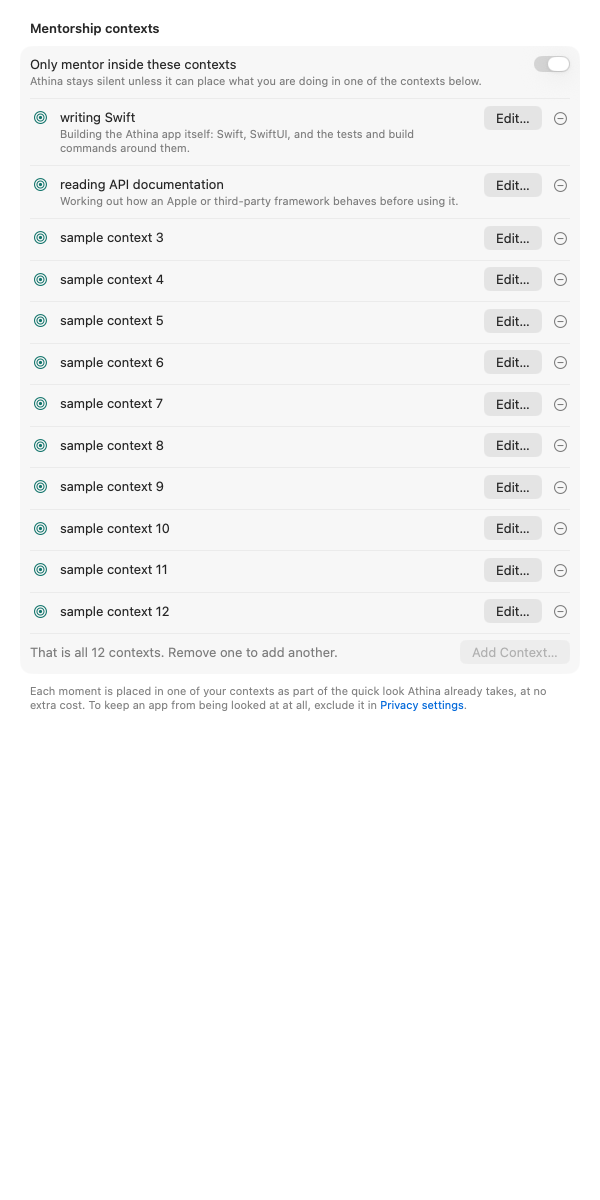 Mentorship contexts
Only mentor inside these contexts
Athina stays silent unless it can place what you are doing in one of the contexts below.
writing Swift
Edit...
Building the Athina app itself: Swift, SwiftUI, and the tests and build
commands around them.
reading API documentation
Edit...
Working out how an Apple or third-party framework behaves before using it.
sample context 3
Edit...
sample context 4
Edit...
sample context 5
Edit...
sample context 6
Edit...
sample context 7
Edit...
sample context 8
Edit...
sample context 9
Edit...
sample context 10
Edit...
sample context 11
Edit...
sample context 12
Edit...
That is all 12 contexts. Remove one to add another.
Add Context...
Each moment is placed in one of your contexts as part of the quick look Athina already takes, at no
extra cost. To keep an app from being looked at at all, exclude it in Privacy settings.